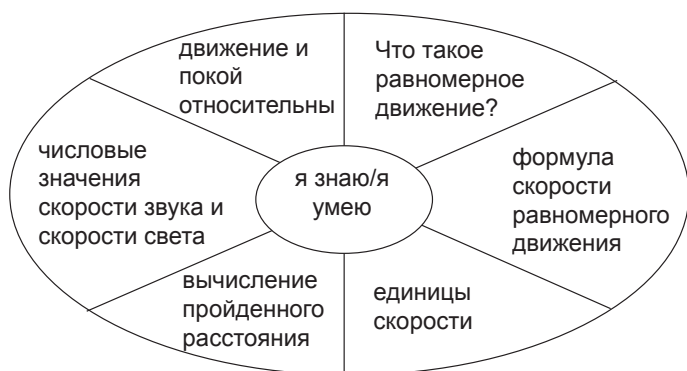 движение и
покой
относительны
Что такое
равномерное
движение?
числовые
значения
скорости звука и
скорости света
я знаю/я
умею
формула
скорости
равномерного
движения
вычисление
пройденного
расстояния
единицы
скорости